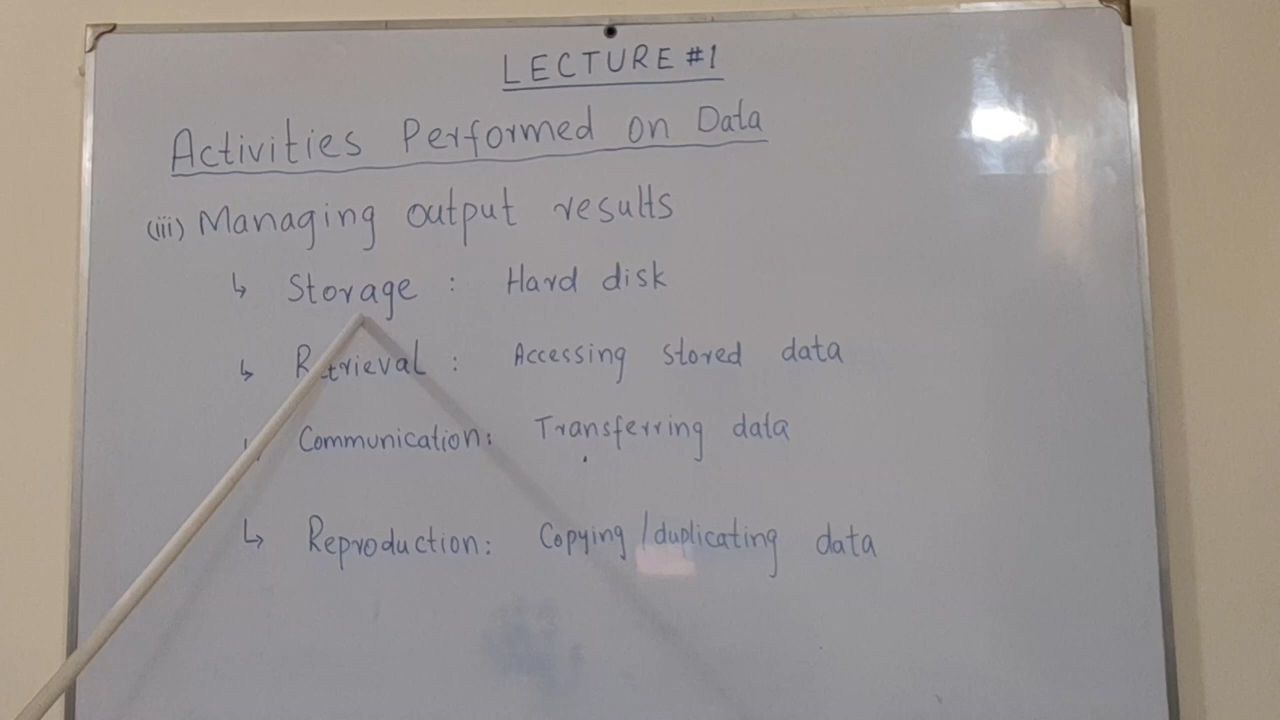 LECTURE #1
Activities Performed on Data
(iii) Managing output results
↳ Storage : Hard disk
↳ Retrieval : Accessing stored data
↳ Communication: Transferring data
↳ Reproduction: Copying/duplicating data